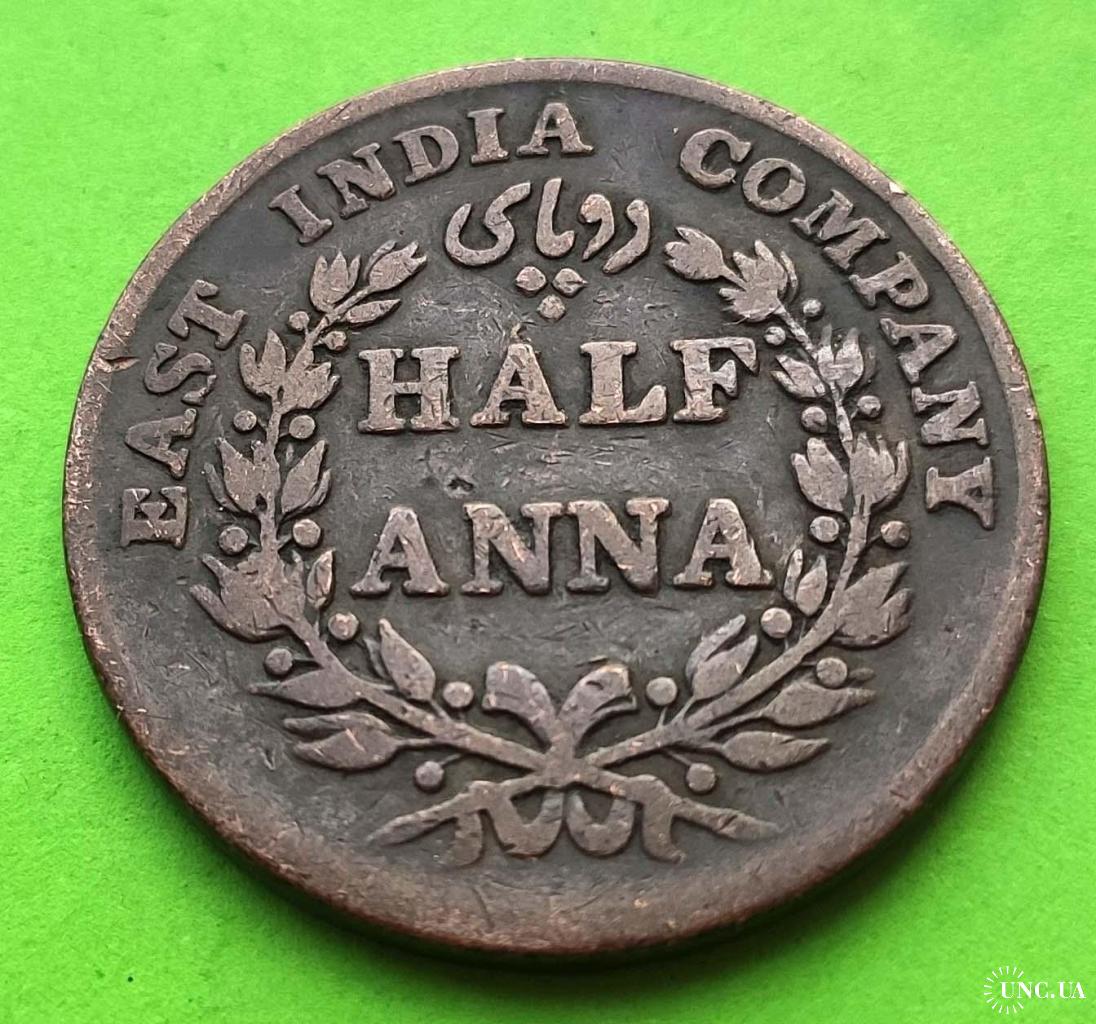 EAST INDIA COMPANY
دو پای
HALF
ANNA
UNC.UA